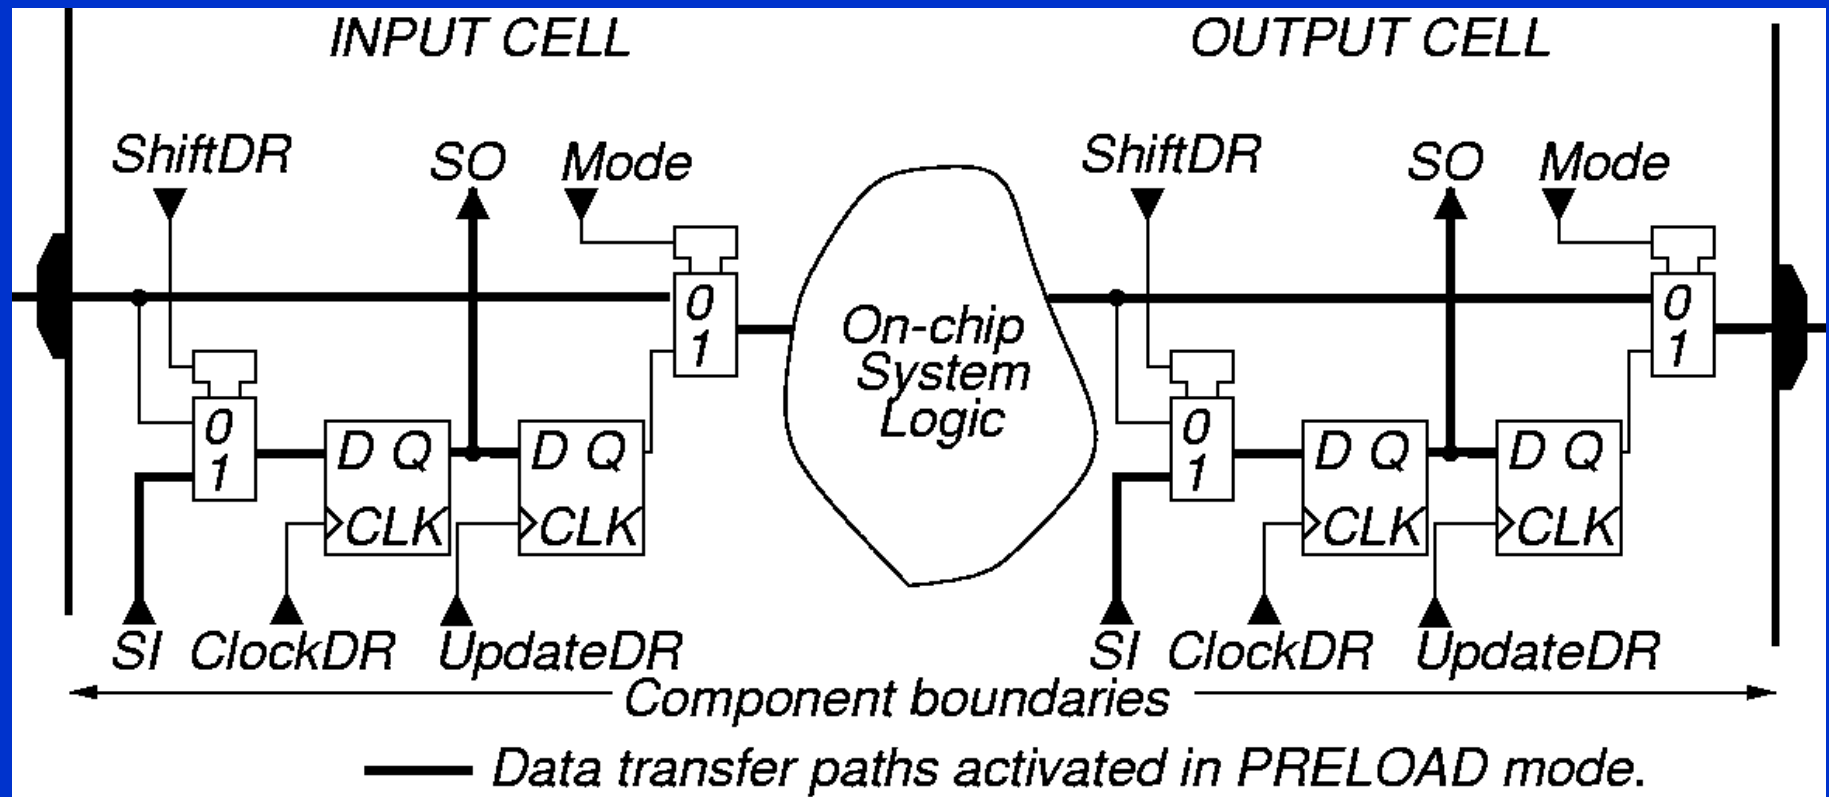 INPUT CELL
OUTPUT CELL
ShiftDR
SO
Mode
ShiftDR
SO
Mode
0
1
0
1
On-chip
System
Logic
0
1
D Q
CLK
D Q
CLK
0
1
D Q
CLK
D Q
CLK
SI
ClockDR
UpdateDR
SI
ClockDR
UpdateDR
Component boundaries
Data transfer paths activated in PRELOAD mode.